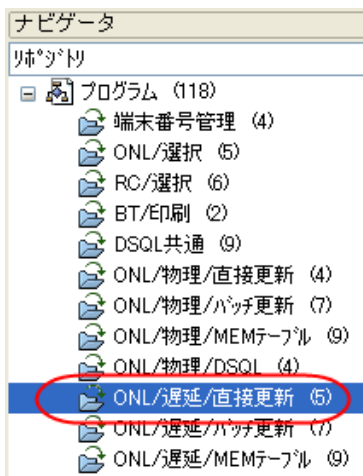 ナビゲータ
ﾘﾎﾟｼﾞﾄﾘ
プログラム (118)
端末番号管理 (4)
ONL/選択 (5)
RC/選択 (6)
BT/印刷 (2)
DSQL共通 (9)
ONL/物理/直接更新 (4)
ONL/物理/ﾊﾞｯﾁ更新 (7)
ONL/物理/MEMﾃｰﾌﾞﾙ (9)
ONL/物理/DSQL (4)
ONL/遅延/直接更新 (5)
ONL/遅延/ﾊﾞｯﾁ更新 (7)
ONL/遅延/MEMﾃｰﾌﾞﾙ (9)